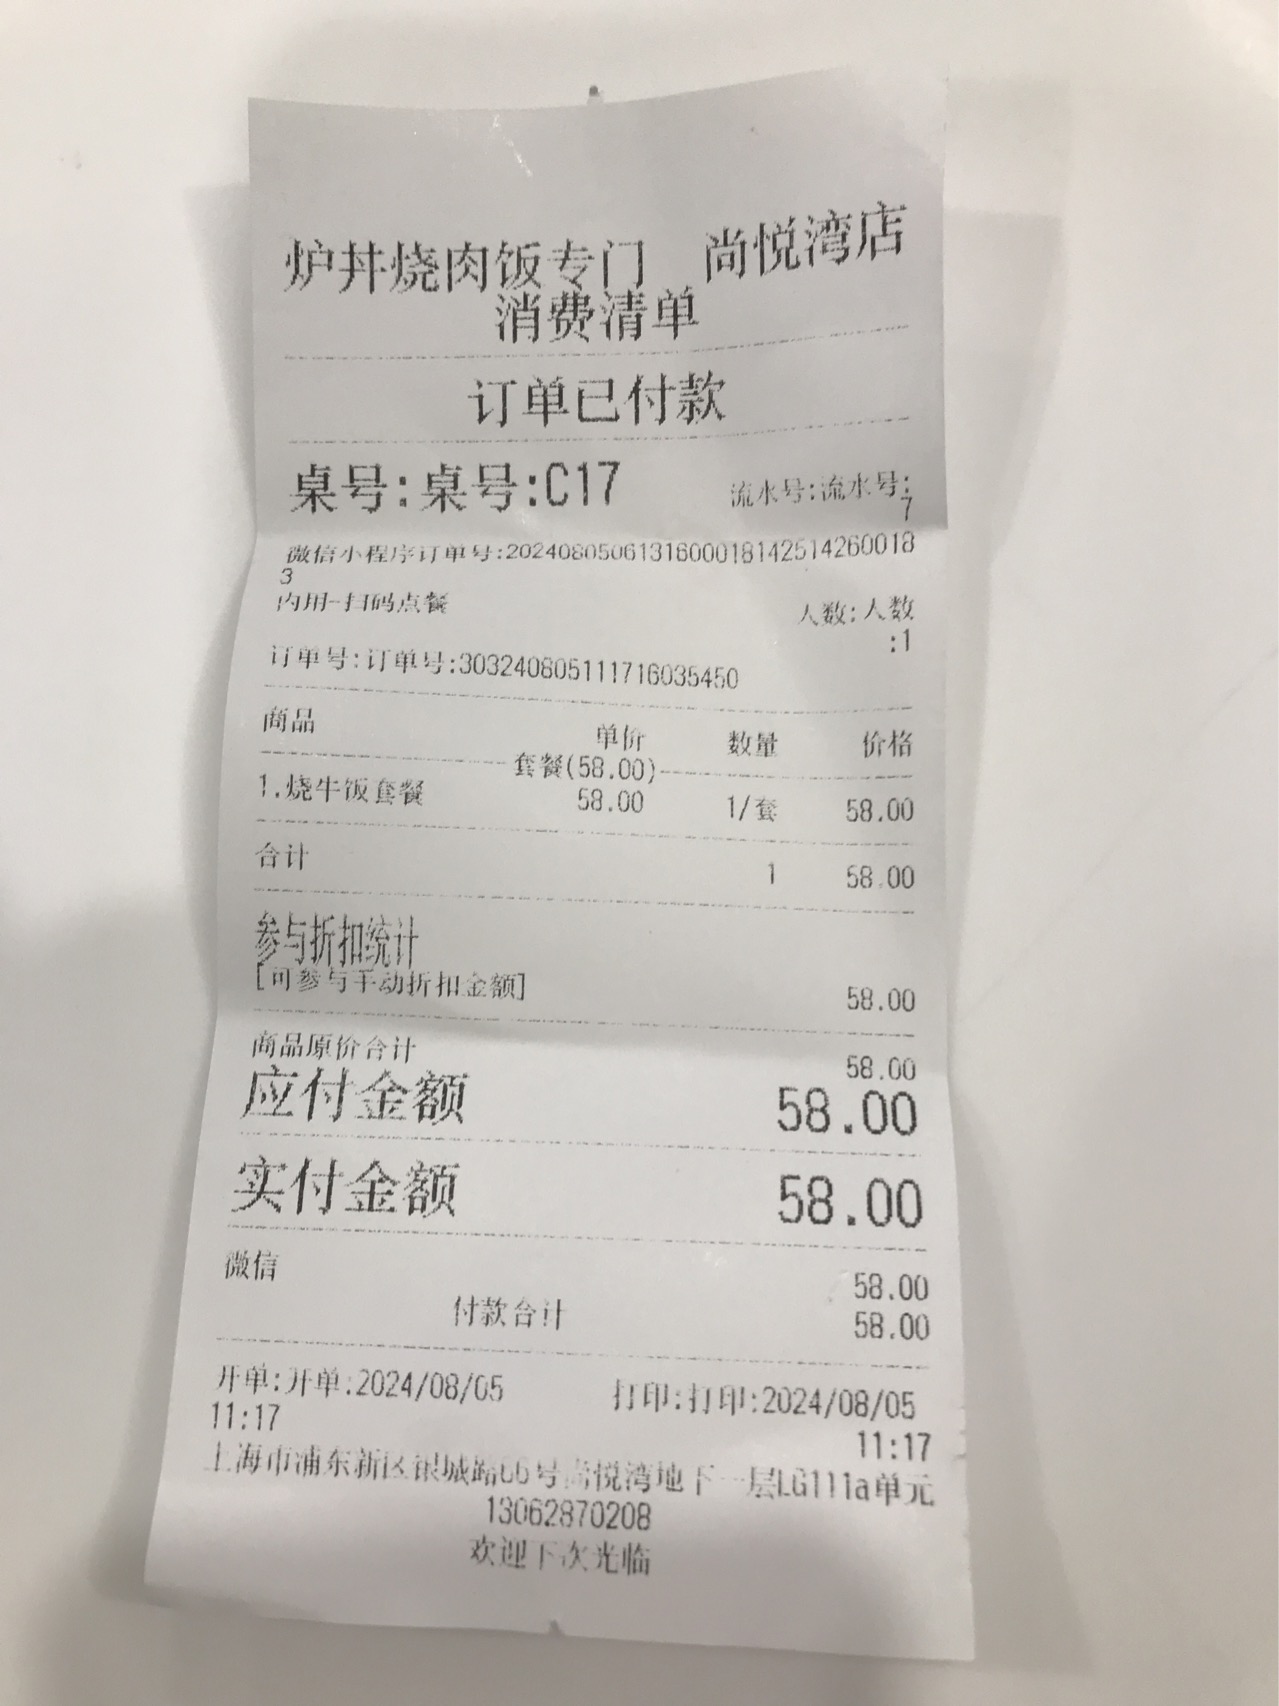 炉丼烧肉饭专门 尚悦湾店
消费清单
订单已付款
桌号:桌号:C17 流水号:流水号:
7
微信小程序订单号:2024080506131600018142514260018
3
内用-扫码点餐 人数:人数
:1
订单号:订单号:303240805111716035450
商品 单价 数量 价格
套餐(58.00)
1.烧牛饭套餐 58.00 1/套 58.00
合计 1 58.00
参与折扣统计
[可参与手动折扣金额] 58.00
商品原价合计 58.00
应付金额 58.00
实付金额 58.00
微信 58.00
付款合计 58.00
开单:开单:2024/08/05 打印:打印:2024/08/05
11:17 11:17
上海市浦东新区银城路66号尚悦湾地下一层LG111a单元
13062870208
欢迎下次光临